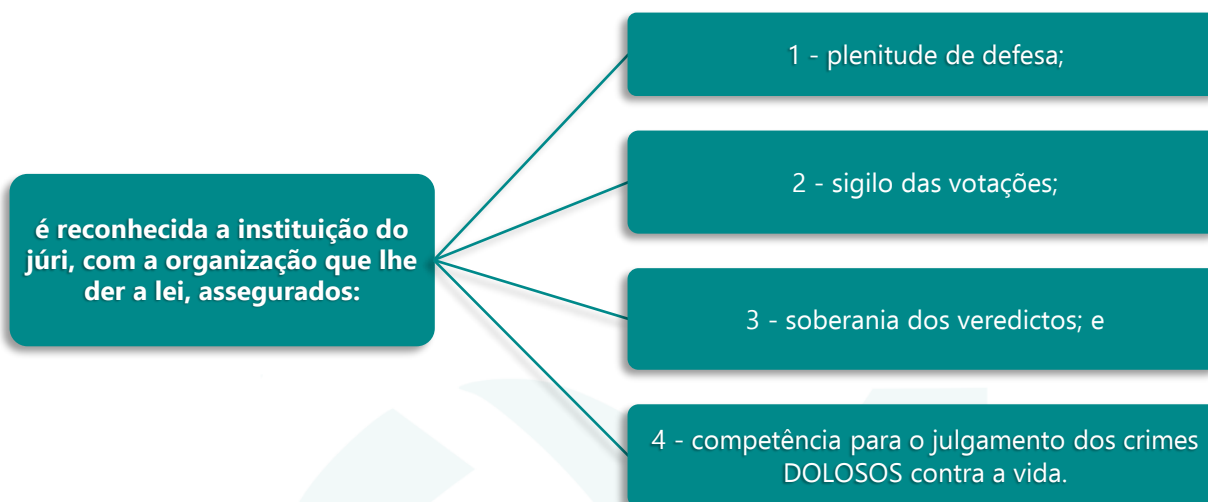 é reconhecida a instituição do
júri, com a organização que lhe
der a lei, assegurados:
1 - plenitude de defesa;
2 - sigilo das votações;
3 - soberania dos veredictos; e
4 - competência para o julgamento dos crimes
DOLOSOS contra a vida.